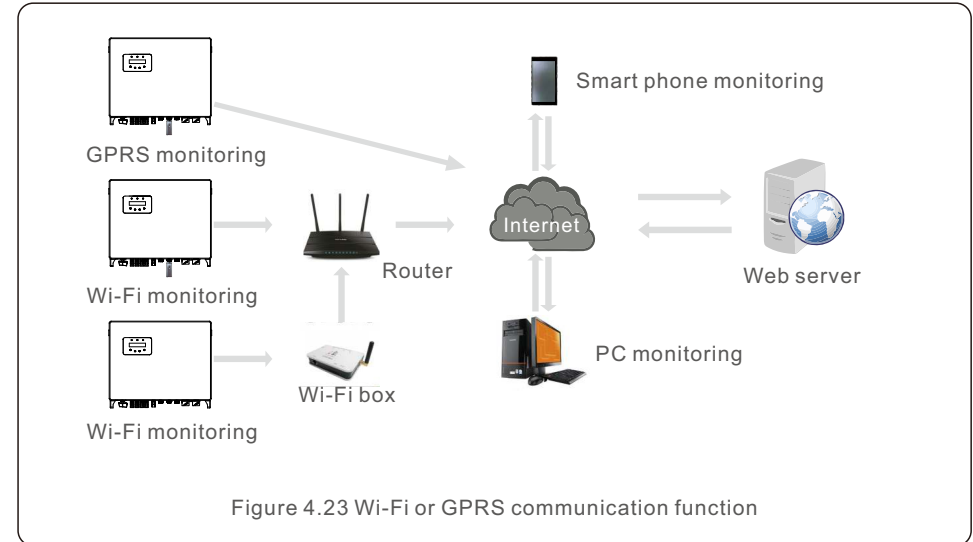 Smart phone monitoring
GPRS monitoring
Internet
Router
Web server
Wi-Fi monitoring
PC monitoring
Wi-Fi box
Wi-Fi monitoring
Figure 4.23 Wi-Fi or GPRS communication function